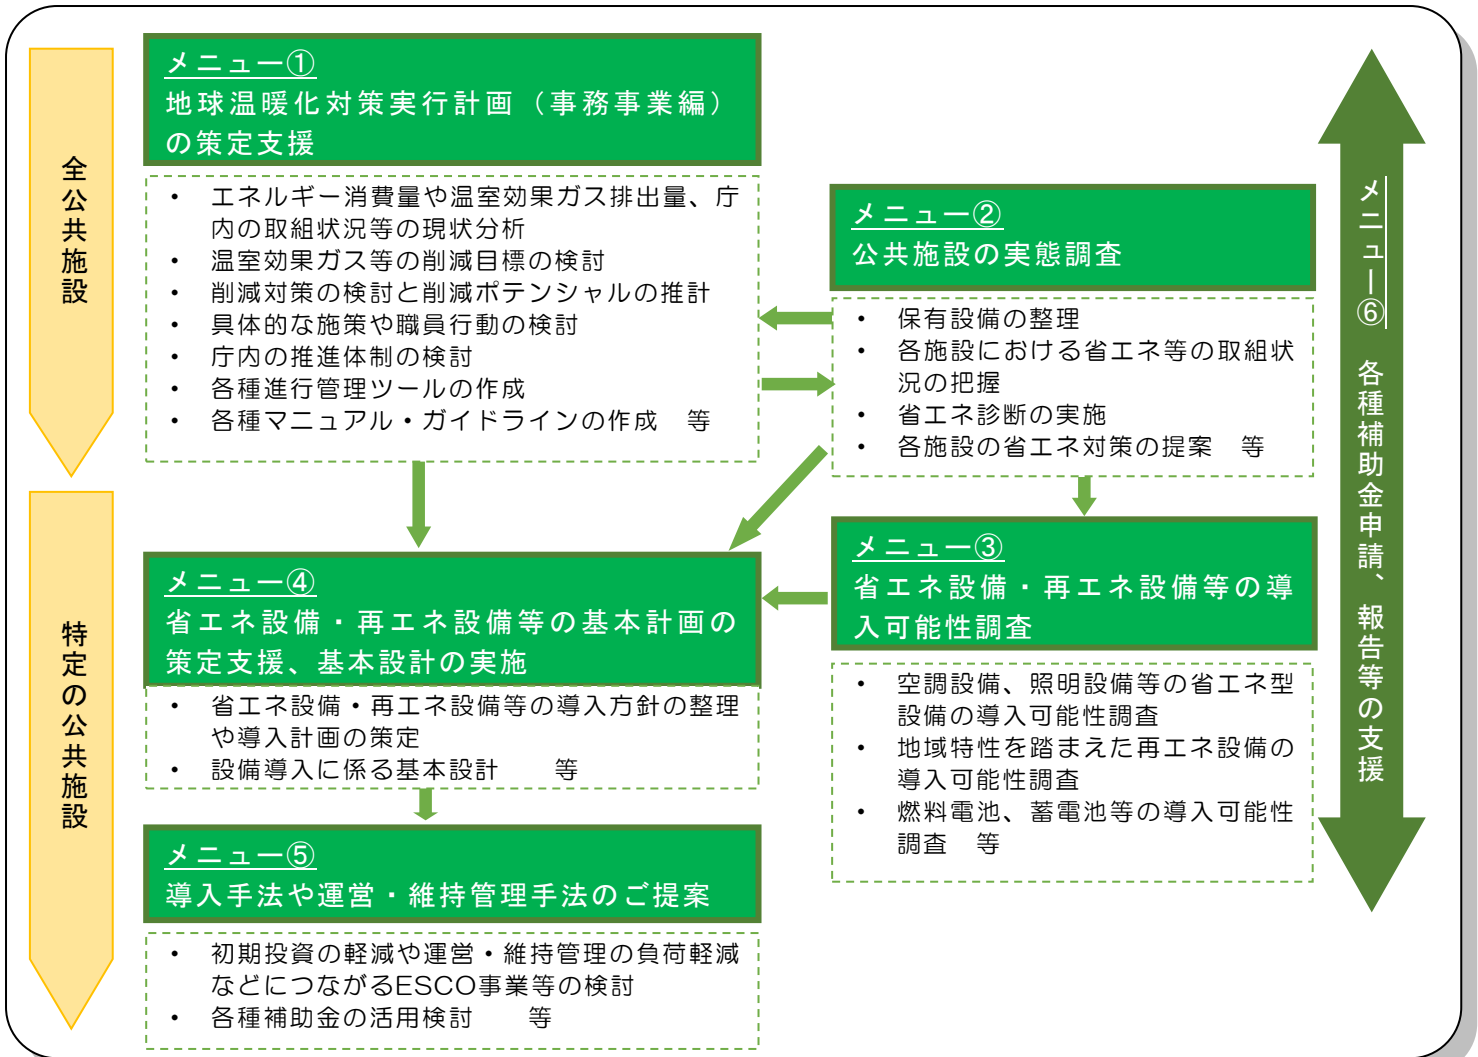 全公共施設
特定の公共施設
メニュー①
地球温暖化対策実行計画（事務事業編）
の策定支援
・ エネルギー消費量や温室効果ガス排出量、庁
内の取組状況等の現状分析
・ 温室効果ガス等の削減目標の検討
・ 削減対策の検討と削減ポテンシャルの推計
・ 具体的な施策や職員行動の検討
・ 庁内の推進体制の検討
・ 各種進行管理ツールの作成
・ 各種マニュアル・ガイドラインの作成　等
メニュー②
公共施設の実態調査
・ 保有設備の整理
・ 各施設における省エネ等の取組状
況の把握
・ 省エネ診断の実施
・ 各施設の省エネ対策の提案　等
メニュー③
省エネ設備・再エネ設備等の導
入可能性調査
・ 空調設備、照明設備等の省エネ型
設備の導入可能性調査
・ 地域特性を踏まえた再エネ設備の
導入可能性調査
・ 燃料電池、蓄電池等の導入可能性
調査　等
メニュー④
省エネ設備・再エネ設備等の基本計画の
策定支援、基本設計の実施
・ 省エネ設備・再エネ設備等の導入方針の整理
や導入計画の策定
・ 設備導入に係る基本設計　　等
メニュー⑤
導入手法や運営・維持管理手法のご提案
・ 初期投資の軽減や運営・維持管理の負荷軽減
などにつながるESCO事業等の検討
・ 各種補助金の活用検討　　等
メニュー⑥　各種補助金申請、報告等の支援